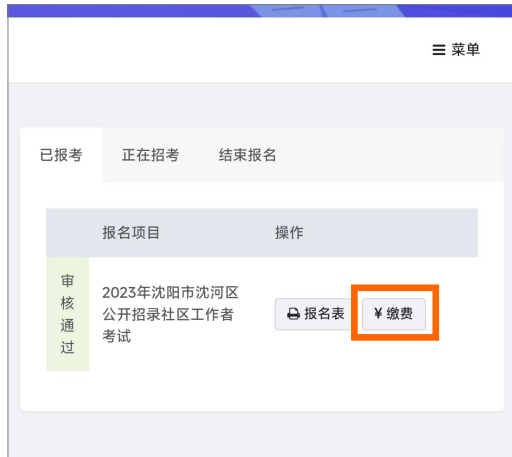 ☰ 菜单
已报考 正在招考 结束报名
报名项目 操作
审核通过
2023年沈阳市沈河区
公开招录社区工作者
考试
报名表 ¥ 缴费